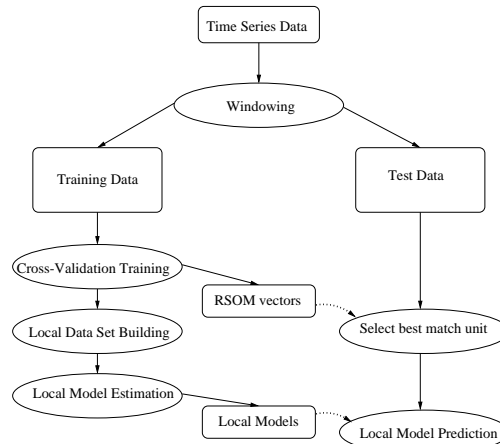 Time Series Data
Windowing
Training Data
Test Data
Cross-Validation Training
RSOM vectors
Local Data Set Building
Select best match unit
Local Model Estimation
Local Models
Local Model Prediction